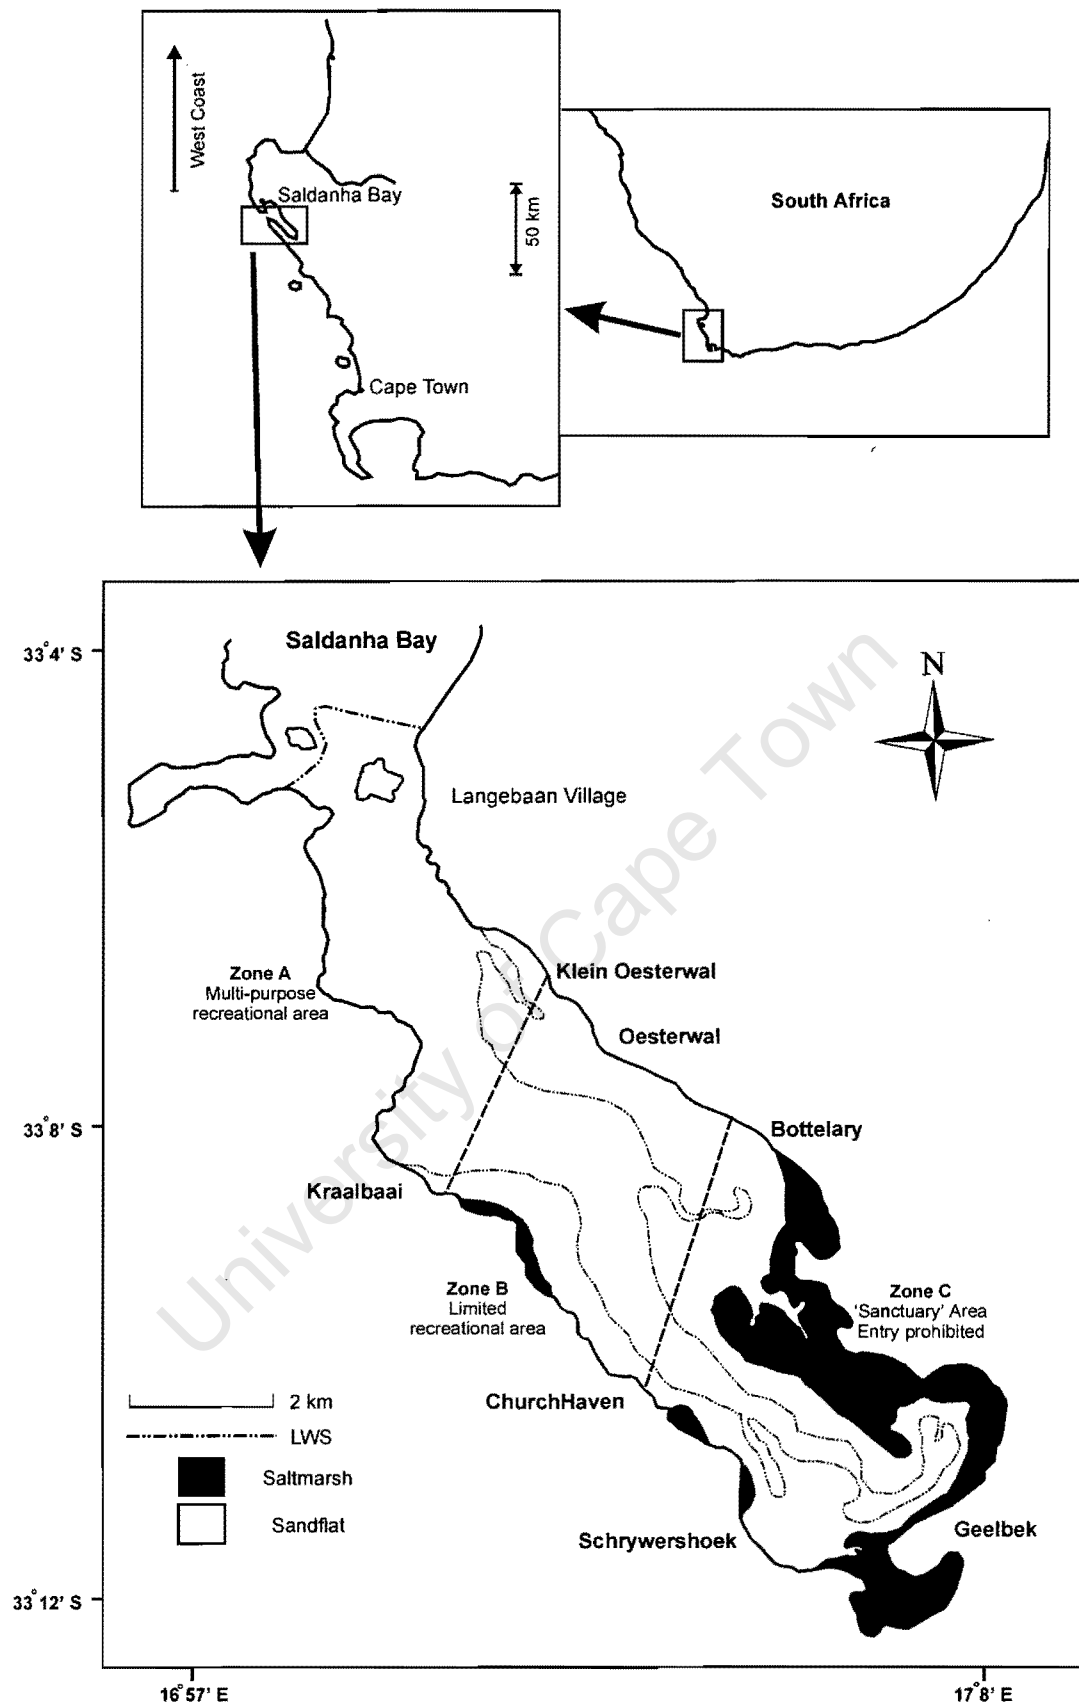 West Coast
Saldanha Bay
50 km
Cape Town
South Africa
33°4' S
Saldanha Bay
N
Langebaan Village
Zone A
Multi-purpose
recreational area
Klein Oesterwal
Oesterwal
33°8' S
Bottelary
Kraalbaai
Zone B
Limited
recreational area
Zone C
'Sanctuary' Area
Entry prohibited
ChurchHaven
2 km
LWS
Saltmarsh
Sandflat
Schrywershoek
Geelbek
33°12' S
16°57' E
17°8' E
University of Cape Town